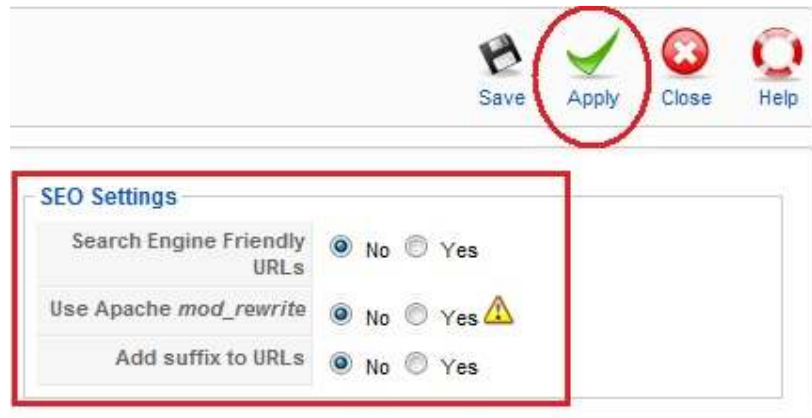 Save Apply Close Help
SEO Settings
Search Engine Friendly No Yes
URLs
Use Apache mod_rewrite No Yes
Add suffix to URLs No Yes